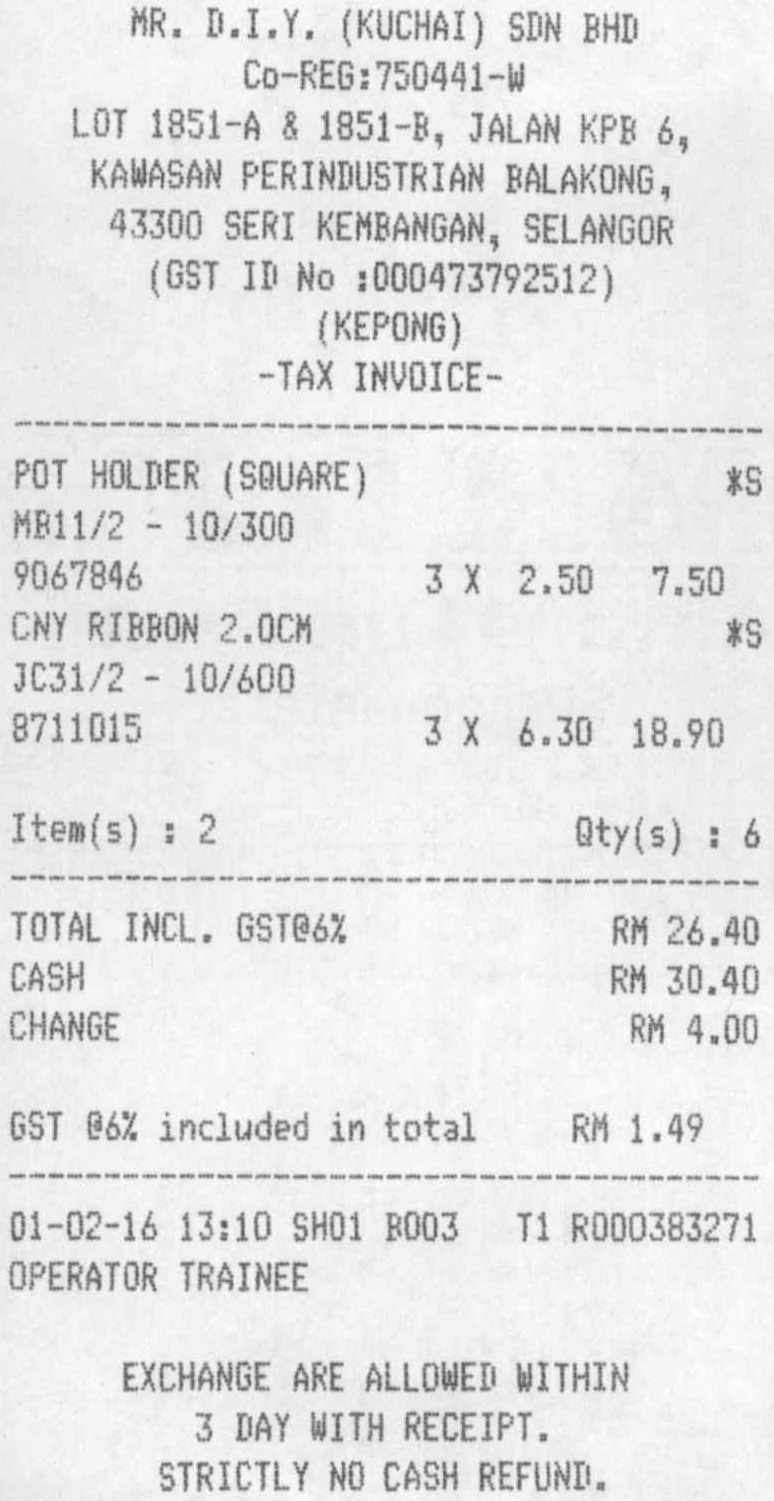 MR. D.I.Y. (KUCHAI) SDN BHD
Co-REG:750441-W
LOT 1851-A & 1851-B, JALAN KPB 6,
KAWASAN PERINDUSTRIAN BALAKONG,
43300 SERI KEMBANGAN, SELANGOR
(GST ID No :000473792512)
(KEPONG)
-TAX INVOICE-
POT HOLDER (SQUARE) *S
MB11/2 - 10/300
9067846 3 X 2.50 7.50
CNY RIBBON 2.0CM *S
JC31/2 - 10/600
8711015 3 X 6.30 18.90
Item(s) : 2 Qty(s) : 6
TOTAL INCL. GST@6% RM 26.40
CASH RM 30.40
CHANGE RM 4.00
GST @6% included in total RM 1.49
01-02-16 13:10 SH01 B003 T1 R000383271
OPERATOR TRAINEE
EXCHANGE ARE ALLOWED WITHIN
3 DAY WITH RECEIPT.
STRICTLY NO CASH REFUND.